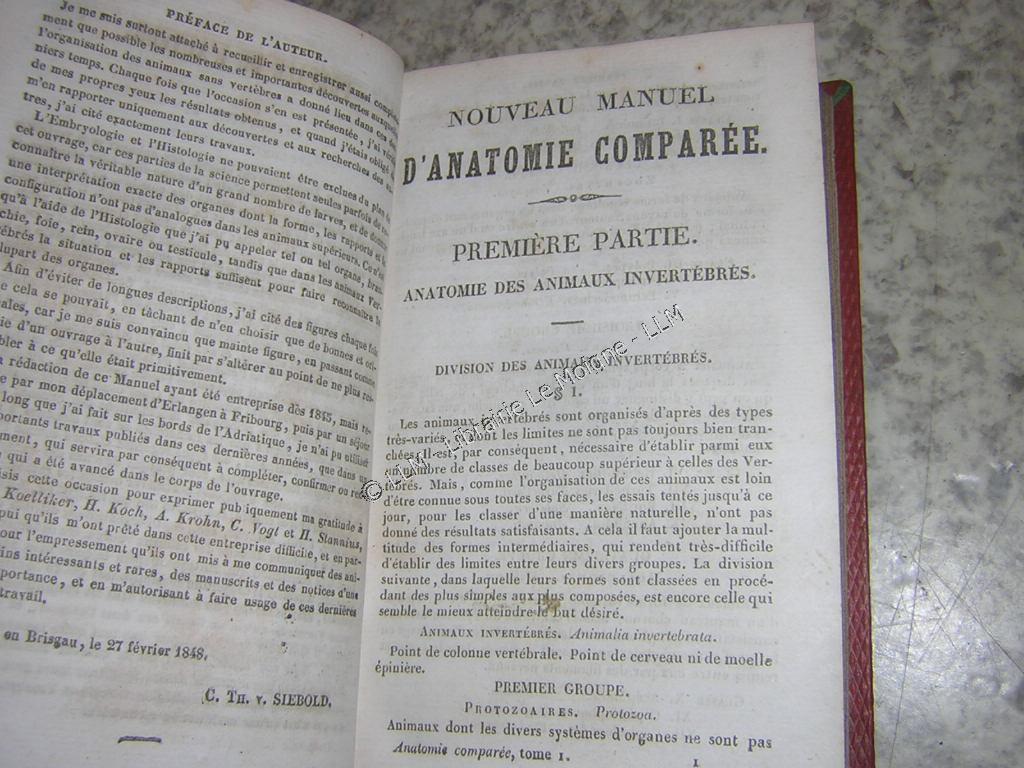 PRÉFACE DE L'AUTEUR.
Je me suis surtout attaché à recueillir et enregistrer aussi
ment que possible les nombreuses et importantes découvertes
l'organisation des animaux sans vertèbres a donné lieu dans ces
niers temps. Chaque fois que l'occasion s'en est présentée, j'ai
de mes propres yeux les résultats obtenus, et quand j'étais obligé
m'en rapporter uniquement aux découvertes et aux recherches des
tres, j'ai cité exactement leurs travaux.
L'Embryologie et l'Histologie ne pouvaient être exclues du plan de
cet ouvrage, car ces parties de la science permettent seules parfois de
connaître la véritable nature d'un grand nombre de larves, et de donner
une interprétation exacte des organes dont la forme, les rapports et la
configuration n'ont pas d'analogues dans les animaux supérieurs. Ce n'est
qu'à l'aide de l'Histologie que j'ai pu appeler tel ou tel organe, bran-
chie, foie, rein, ovaire ou testicule, tandis que dans les animaux Ver-
tébrés la situation et les rapports suffisent pour faire reconnaître la
plupart des organes.
Afin d'éviter de longues descriptions, j'ai cité des figures chaque fois
e cela se pouvait, en tâchant de n'en choisir que de bonnes et ori-
ales, car je me suis convaincu que mainte figure, en passant comme
ie d'un ouvrage à l'autre, finit par s'altérer au point de ne plus res-
bler à ce qu'elle était primitivement.
a rédaction de ce Manuel ayant été entreprise dès 1845, mais re-
e par mon déplacement d'Erlangen à Fribourg, puis par un séjour
long que j'ai fait sur les bords de l'Adriatique, je n'ai pu utiliser
portants travaux publiés dans ces dernières années, que dans un
ment, qui servira par conséquent à compléter, confirmer ou
qui a été avancé dans le corps de l'ouvrage.
isis cette occasion pour exprimer publiquement ma gratitude à
Koelliker, H. Koch, A. Krohn, C. Vogt et H. Stannius,
pui qu'ils m'ont prêté dans cette entreprise difficile, et en par-
our l'empressement qu'ils ont mis à me communiquer des ani-
ins intéressants et rares, des manuscrits et des notices d'une
portance, et en m'autorisant à faire usage de ces dernières
travail.
en Brisgau, le 27 février 1848.
C. TH. v. SIEBOLD.
NOUVEAU MANUEL
D'ANATOMIE COMPARÉE.
PREMIÈRE PARTIE.
ANATOMIE DES ANIMAUX INVERTÉBRÉS.
DIVISION DES ANIMAUX INVERTÉBRÉS.
§ 1.
Les animaux invertébrés sont organisés d'après des types
très-variés, dont les limites ne sont pas toujours bien tran-
chées. Il est, par conséquent, nécessaire d'établir parmi eux
un nombre de classes de beaucoup supérieur à celles des Ver-
tébrés. Mais, comme l'organisation de ces animaux est loin
d'être connue sous toutes ses faces, les essais tentés jusqu'à ce
jour, pour les classer d'une manière naturelle, n'ont pas
donné des résultats satisfaisants. A cela il faut ajouter la mul-
titude des formes intermédiaires, qui rendent très-difficile
d'établir des limites entre leurs divers groupes. La division
suivante, dans laquelle leurs formes sont classées en procé-
dant des plus simples aux plus composées, est encore celle qui
semble le mieux atteindre le but désiré.
ANIMAUX INVERTÉBRÉS. Animalia invertebrata.
Point de colonne vertébrale. Point de cerveau ni de moelle
épinière.
PREMIER GROUPE.
PROTOZOAIRES. Protozoa.
Animaux dont les divers systèmes d'organes ne sont pas
Anatomie comparée, tome 1. 1
© LLM - Librairie Le Moigne - LLM